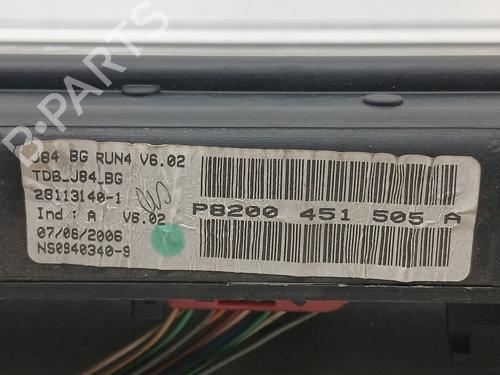 J84 BG RUN4 V6.02
TDB_J84_BG
28113140-1
Ind : A V6.02
07/06/2006
NS0940340-9
P8200 451 505 A